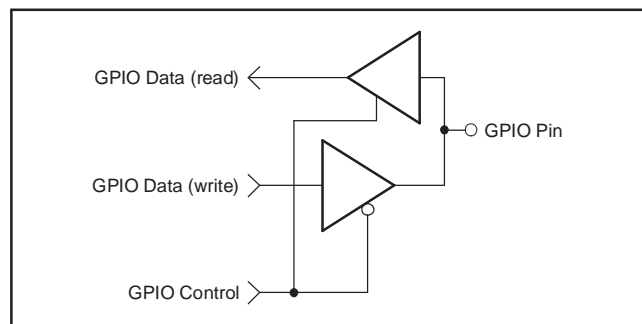 GPIO Data (read)
GPIO Pin
GPIO Data (write)
GPIO Control